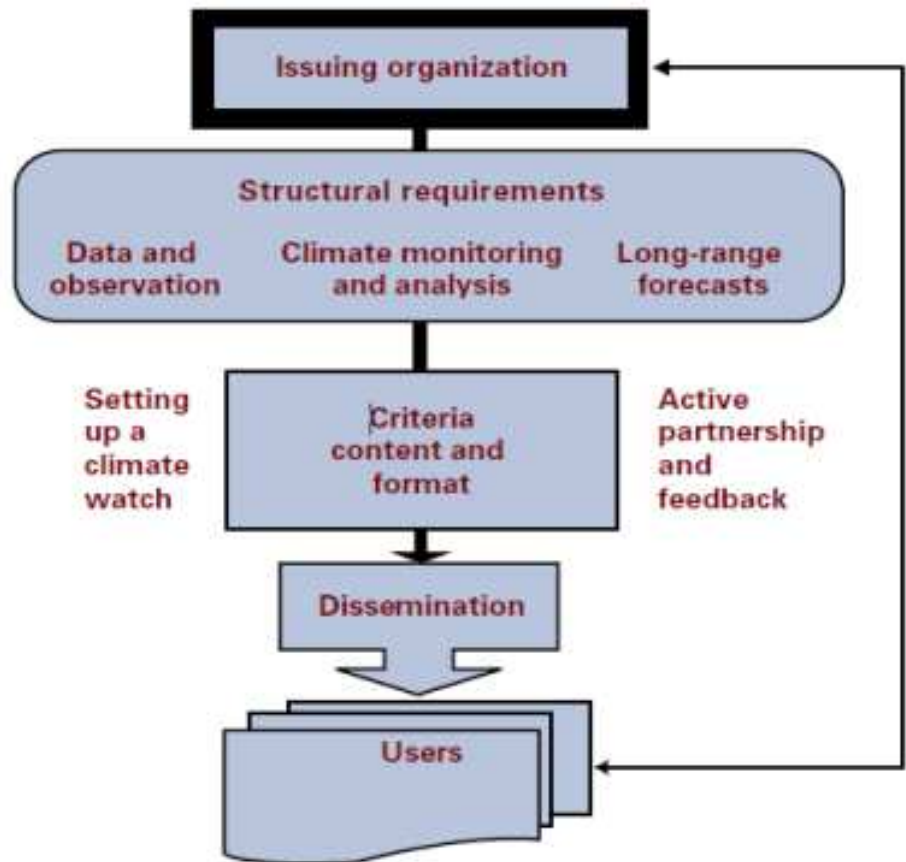 Issuing organization
Structural requirements
Data and
observation
Climate monitoring
and analysis
Long-range
forecasts
Setting
up a
climate
watch
Criteria
content and
format
Active
partnership
and
feedback
Dissemination
Users